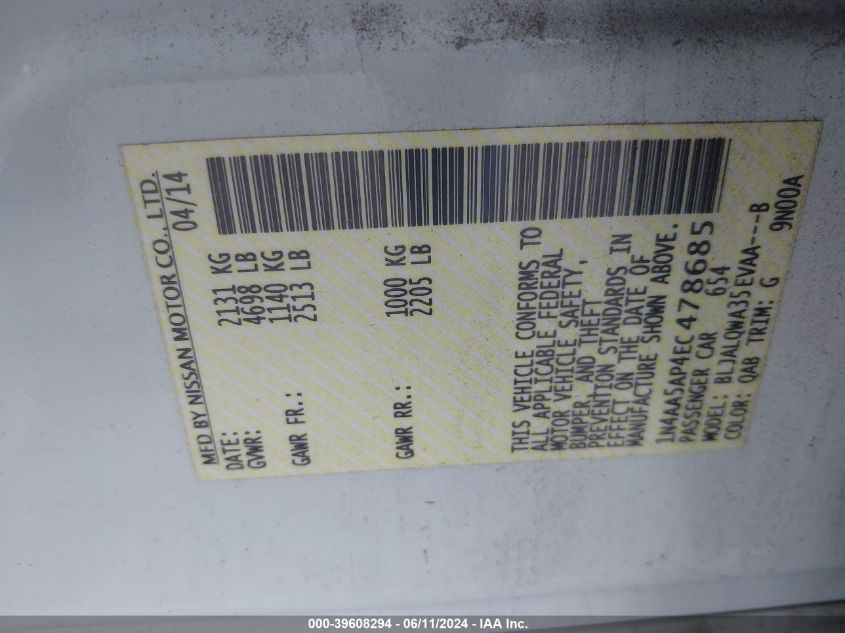 MFD BY NISSAN MOTOR CO., LTD.
DATE: 04/14
GVWR: 2131 KG
4698 LB
GAWR FR.: 1140 KG
2513 LB
GAWR RR.: 1000 KG
2205 LB
THIS VEHICLE CONFORMS TO
ALL APPLICABLE FEDERAL
MOTOR VEHICLE SAFETY,
BUMPER, AND THEFT
PREVENTION STANDARDS IN
EFFECT ON THE DATE OF
MANUFACTURE SHOWN ABOVE.
1N4AA5AP4EC478685
PASSENGER CAR 654
MODEL: BLJALQWA35EVAA---B
COLOR: QAB TRIM: G 9N00A
000-39608294 - 06/11/2024 - IAA Inc.